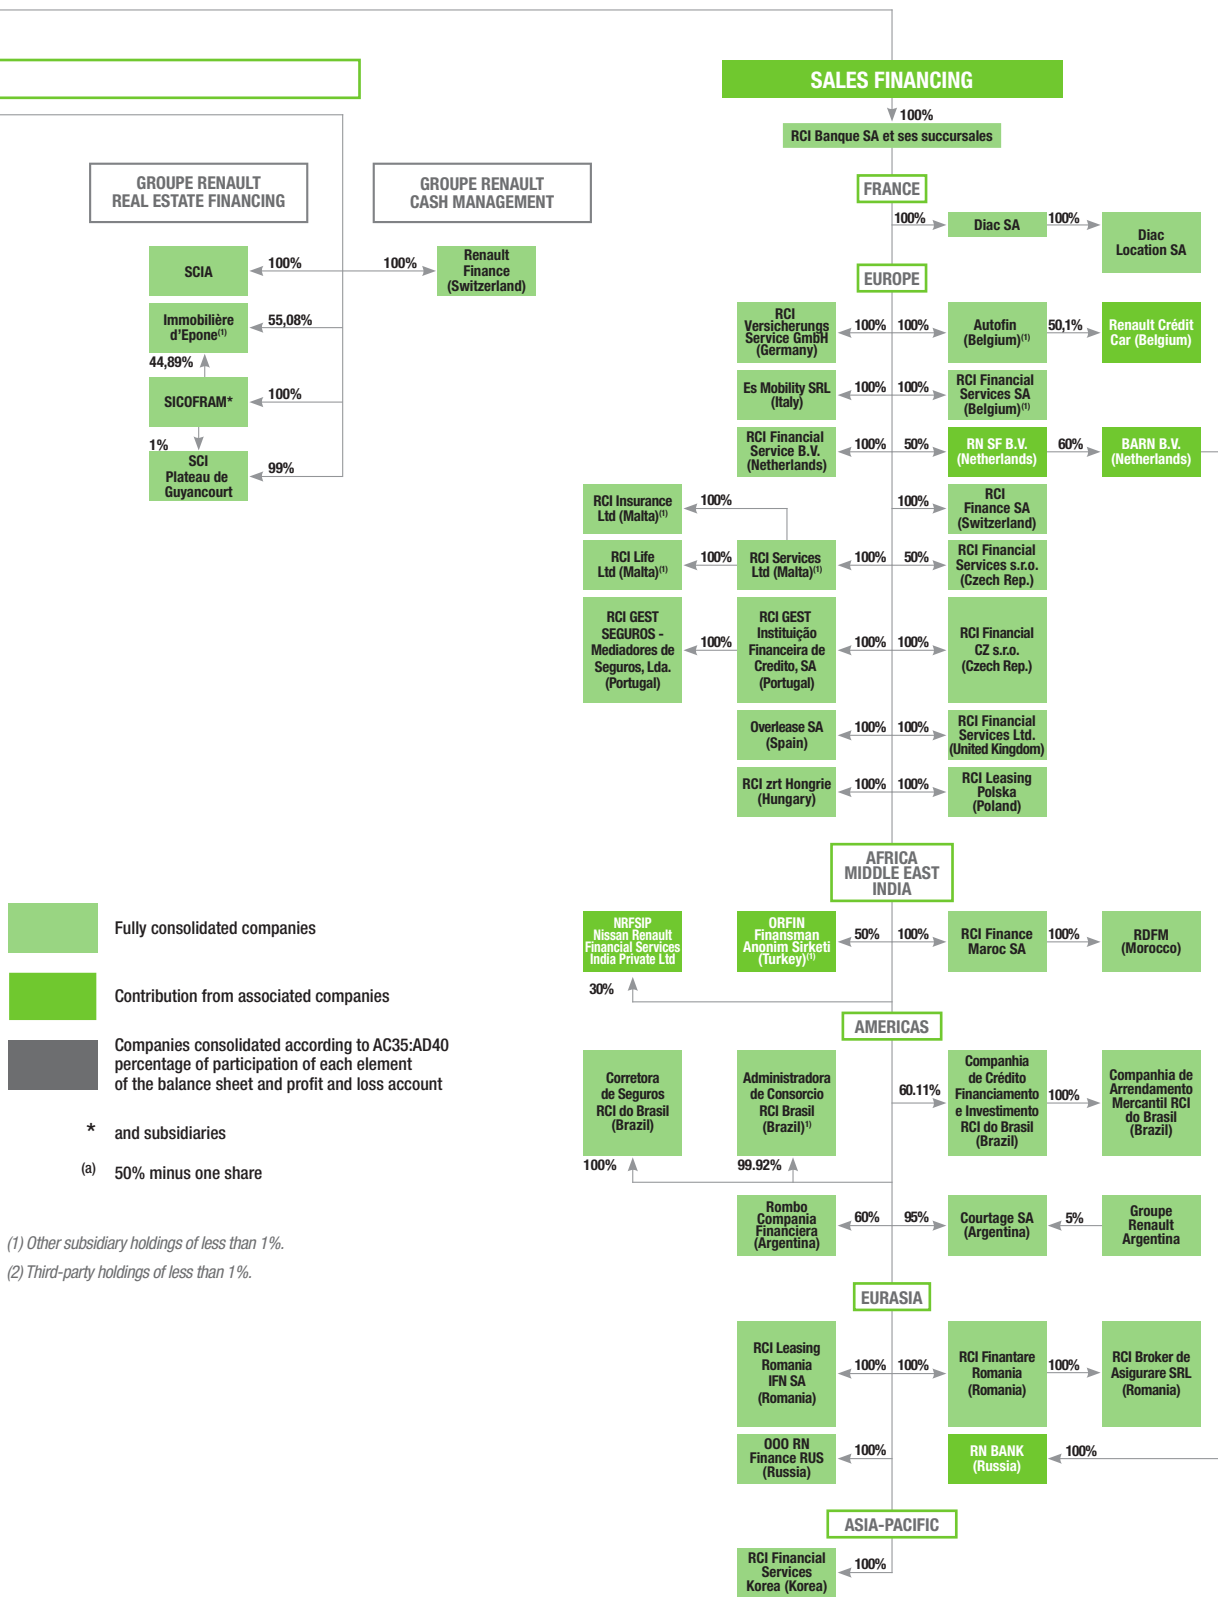 SALES FINANCING
100%
RCI Banque SA et ses succursales
GROUPE RENAULT
REAL ESTATE FINANCING
GROUPE RENAULT
CASH MANAGEMENT
SCIA
100%
100%
Renault
Finance
(Switzerland)
Immobilière
d'Epone(1)
55,08%
44,89%
SICOFRAM*
100%
1%
SCI
Plateau de
Guyancourt
99%
FRANCE
100%
Diac SA
100%
Diac
Location SA
EUROPE
RCI
Versicherungs
Service GmbH
(Germany)
100%
100%
Autofin
(Belgium)(1)
50,1%
Renault Crédit
Car (Belgium)
Es Mobility SRL
(Italy)
100%
100%
RCI Financial
Services SA
(Belgium)(1)
RCI Financial
Service B.V.
(Netherlands)
100%
50%
RN SF B.V.
(Netherlands)
60%
BARN B.V.
(Netherlands)
RCI Insurance
Ltd (Malta)(1)
100%
100%
RCI
Finance SA
(Switzerland)
RCI Life
Ltd (Malta)(1)
100%
RCI Services
Ltd (Malta)(1)
100%
50%
RCI Financial
Services s.r.o.
(Czech Rep.)
RCI GEST
SEGUROS -
Mediadores de
Seguros, Lda.
(Portugal)
100%
RCI GEST
Instituição
Financeira de
Credito, SA
(Portugal)
100%
100%
RCI Financial
CZ s.r.o.
(Czech Rep.)
Overlease SA
(Spain)
100%
100%
RCI Financial
Services Ltd.
(United Kingdom)
RCI zrt Hongrie
(Hungary)
100%
100%
RCI Leasing
Polska
(Poland)
AFRICA
MIDDLE EAST
INDIA
NRFSIP
Nissan Renault
Financial Services
India Private Ltd
30%
ORFIN
Finansman
Anonim Sirketi
(Turkey)(1)
50%
100%
RCI Finance
Maroc SA
100%
RDFM
(Morocco)
AMERICAS
Corretora
de Seguros
RCI do Brasil
(Brazil)
100%
Administradora
de Consorcio
RCI Brasil
(Brazil)1)
99.92%
60.11%
Companhia
de Crédito
Financiamento
e Investimento
RCI do Brasil
(Brazil)
100%
Companhia de
Arrendamento
Mercantil RCI
do Brasil
(Brazil)
Rombo
Compania
Financiera
(Argentina)
60%
95%
Courtage SA
(Argentina)
5%
Groupe
Renault
Argentina
EURASIA
RCI Leasing
Romania
IFN SA
(Romania)
100%
100%
RCI Finantare
Romania
(Romania)
100%
RCI Broker de
Asigurare SRL
(Romania)
OOO RN
Finance RUS
(Russia)
100%
RN BANK
(Russia)
100%
ASIA-PACIFIC
RCI Financial
Services
Korea (Korea)
100%
Fully consolidated companies
Contribution from associated companies
Companies consolidated according to AC35:AD40
percentage of participation of each element
of the balance sheet and profit and loss account
* and subsidiaries
(a) 50% minus one share
(1) Other subsidiary holdings of less than 1%.
(2) Third-party holdings of less than 1%.